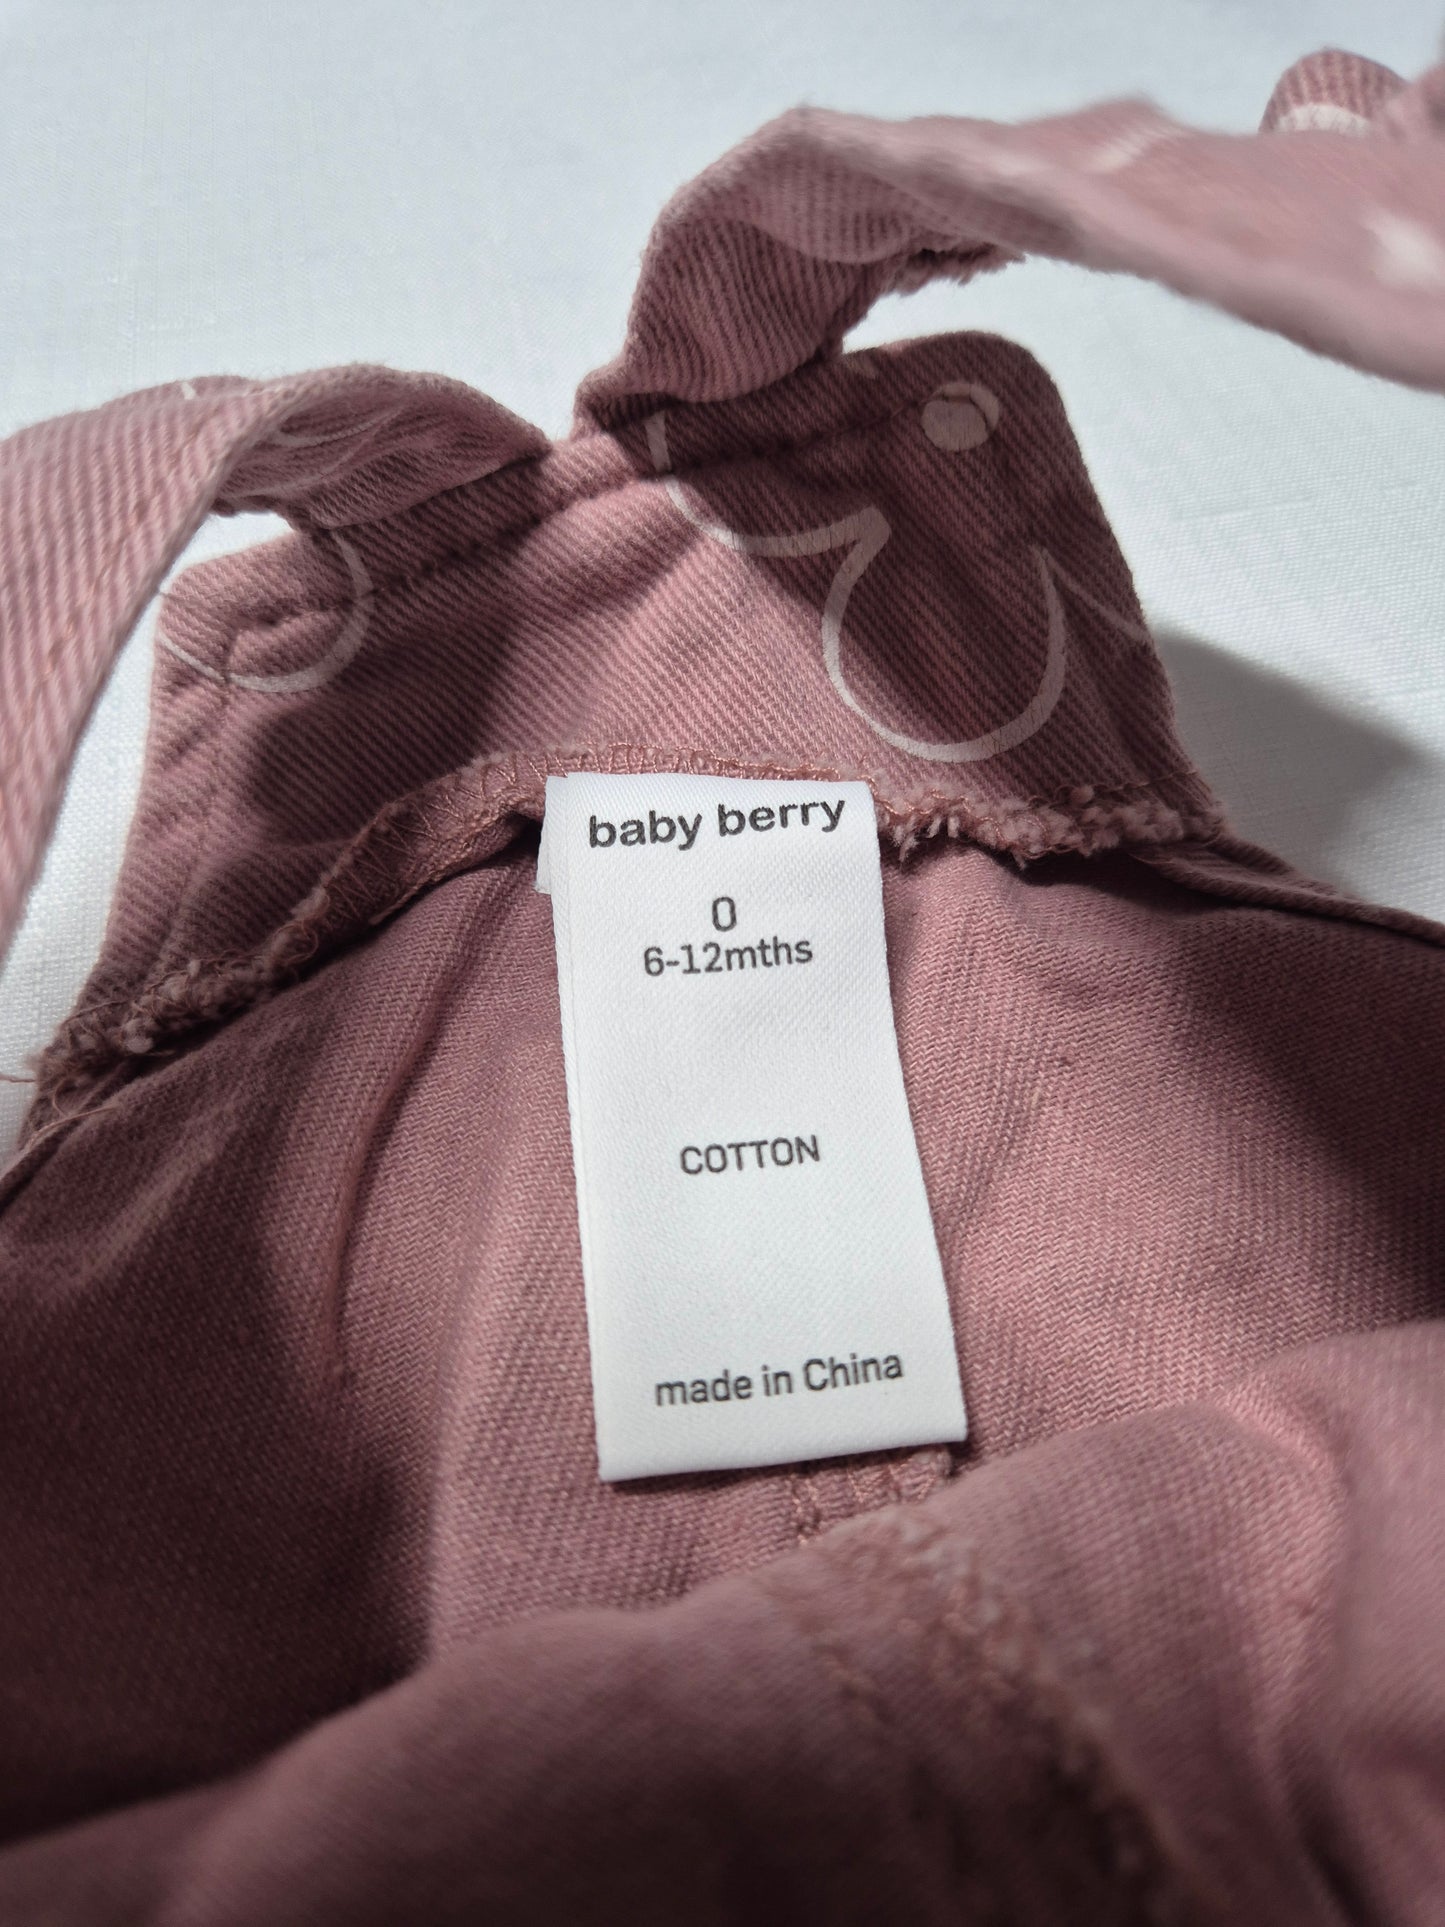 baby berry
0
6-12mths
COTTON
made in China